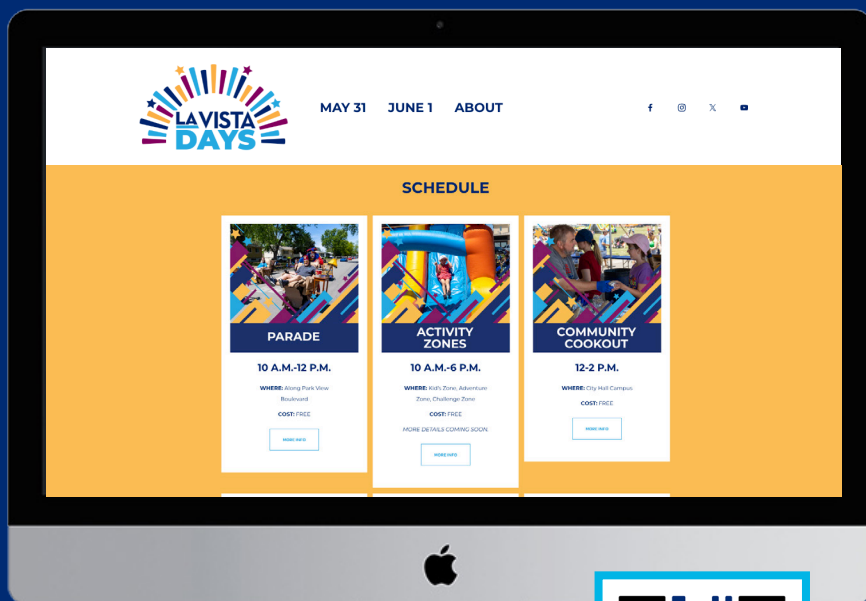 LA VISTA
DAYS
MAY 31 JUNE 1 ABOUT
SCHEDULE
PARADE
10 A.M.-12 P.M.
WHERE: Along Park View
Boulevard
COST: FREE
MORE INFO
ACTIVITY
ZONES
10 A.M.-6 P.M.
WHERE: Kid's Zone, Adventure
Zone, Challenge Zone
COST: FREE
MORE DETAILS COMING SOON.
MORE INFO
COMMUNITY
COOKOUT
12-2 P.M.
WHERE: City Hall Campus
COST: FREE
MORE INFO